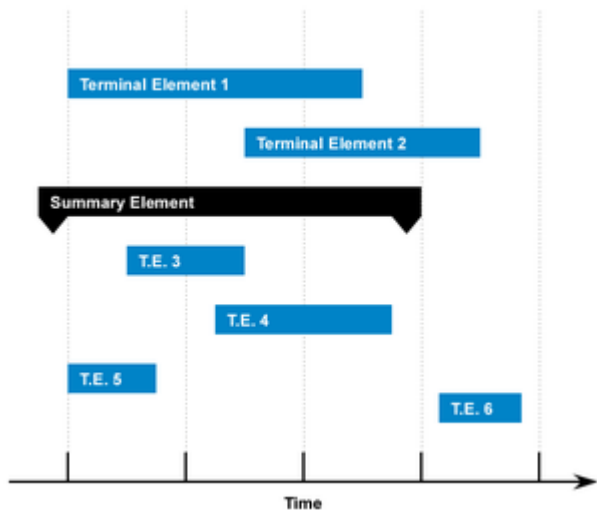 Terminal Element 1
Terminal Element 2
Summary Element
T.E. 3
T.E. 4
T.E. 5
T.E. 6
Time